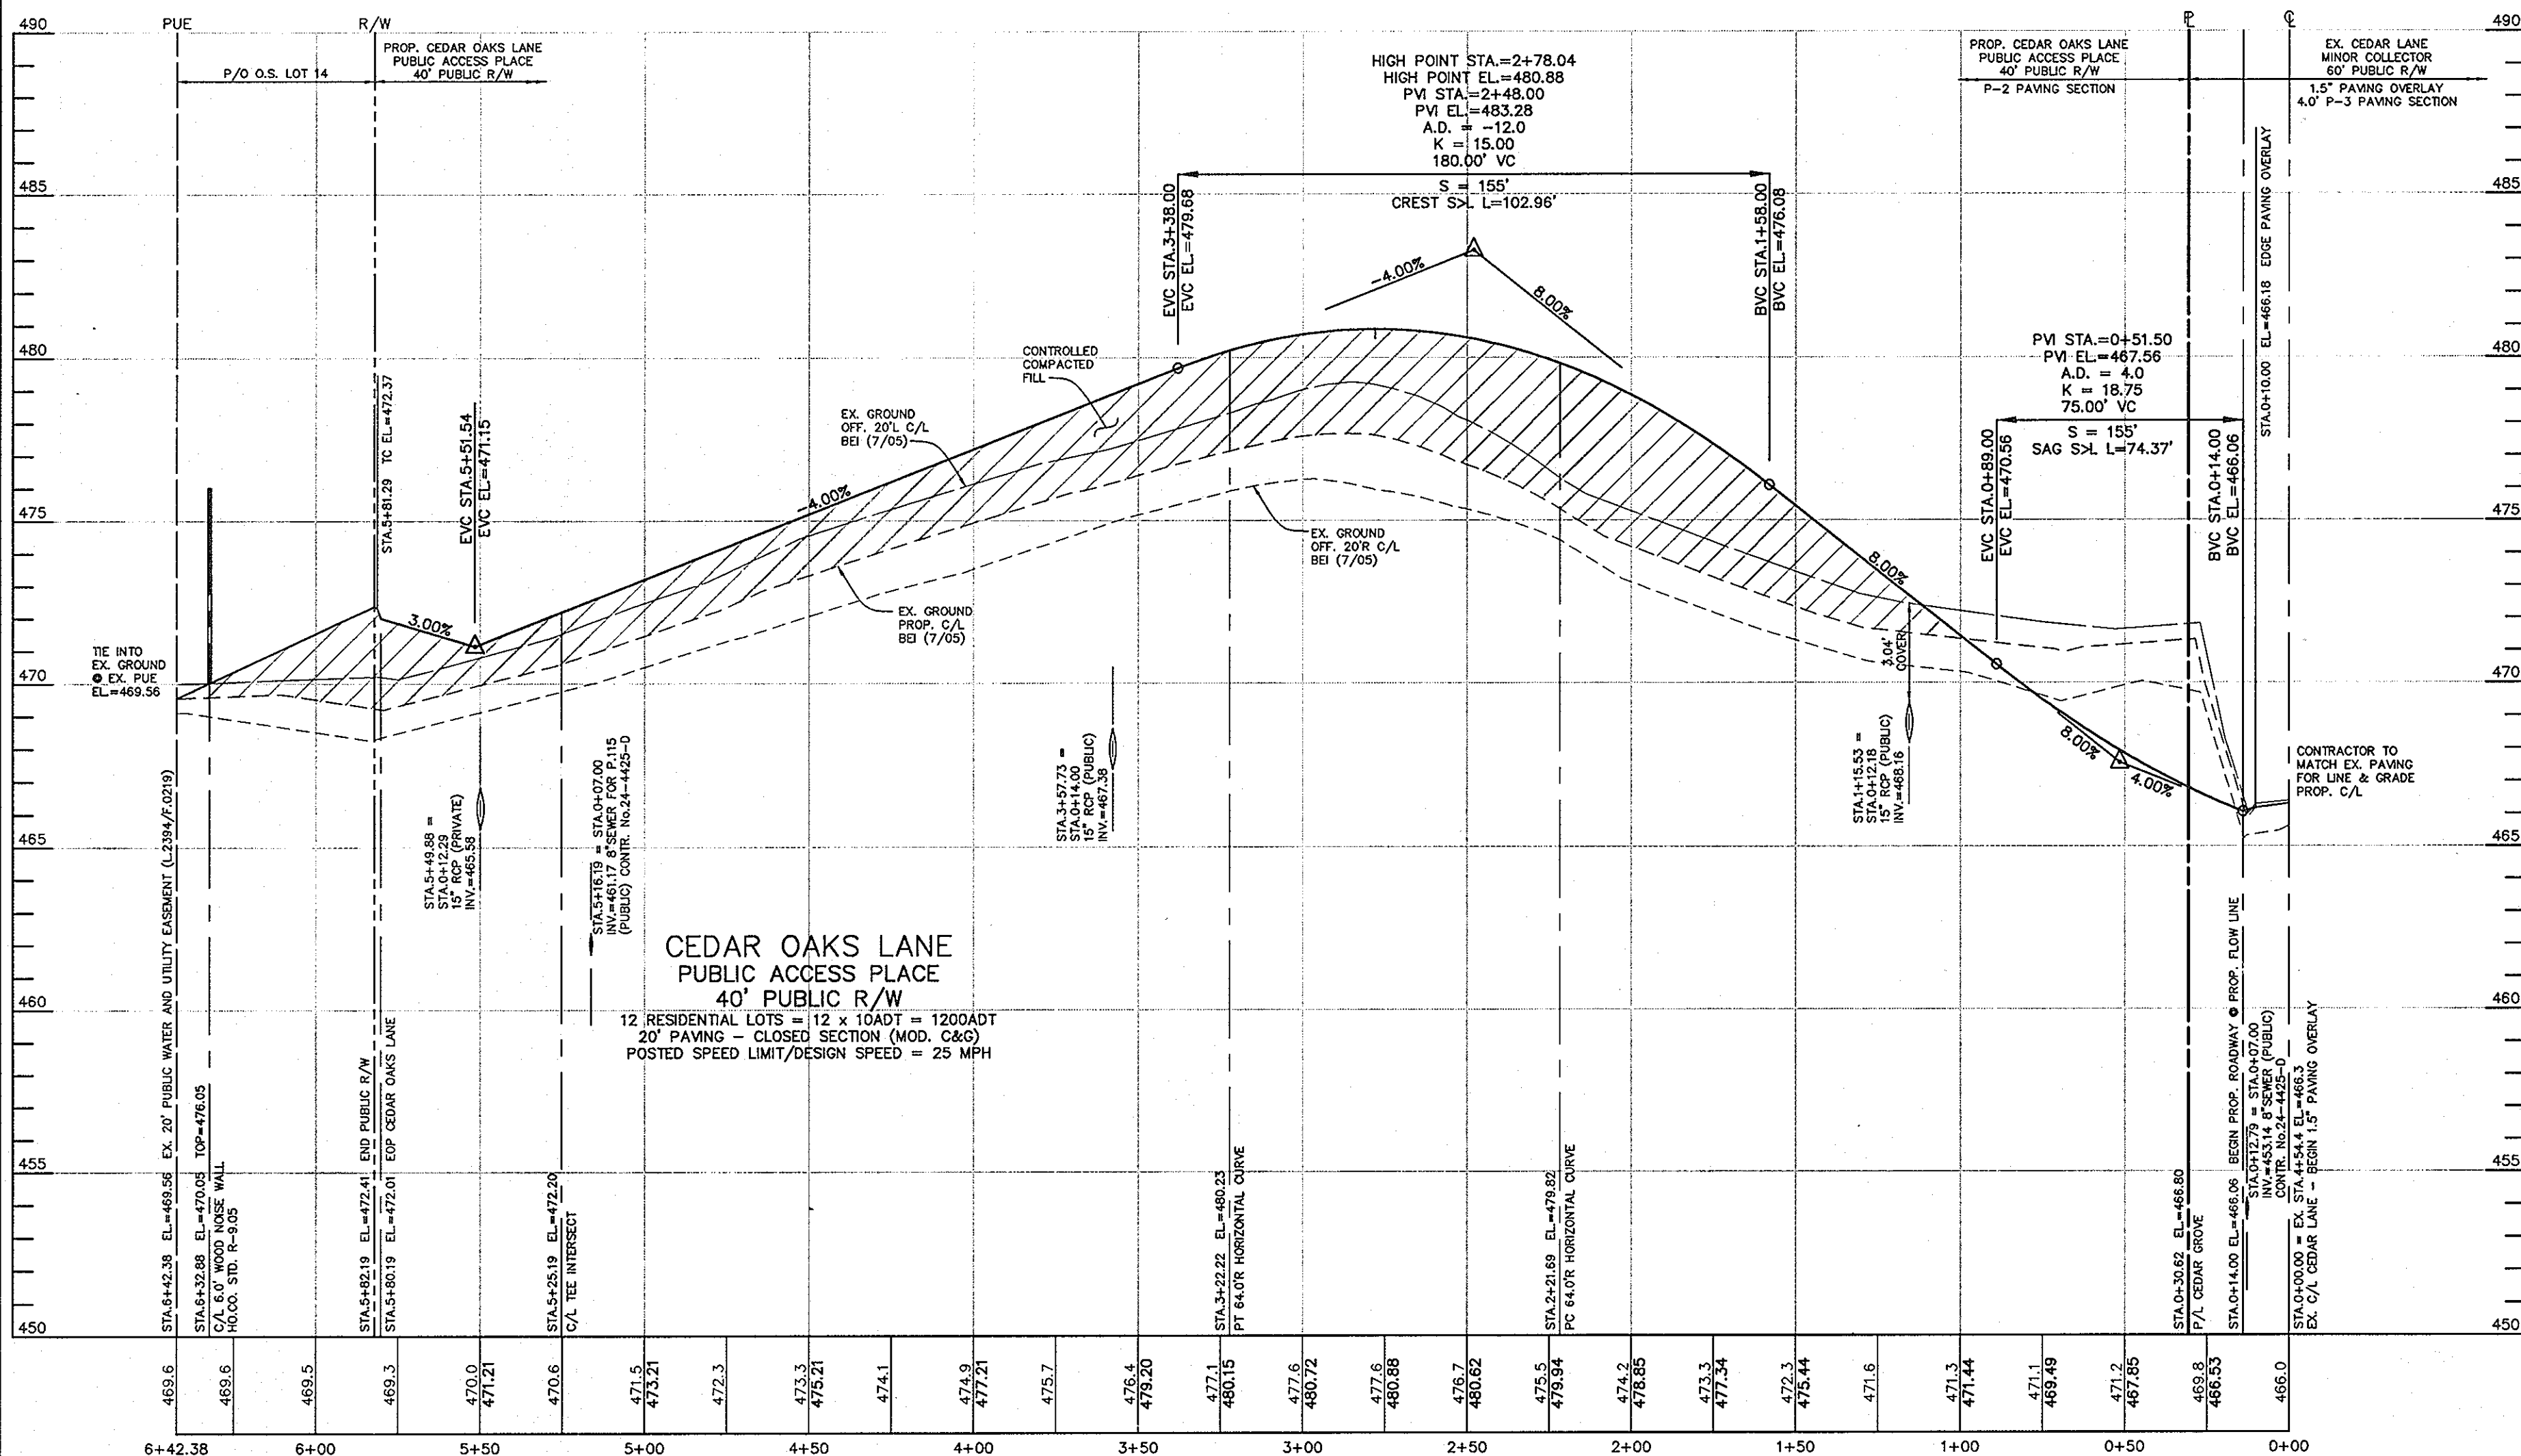 490
PUE
R/W
PROP. CEDAR OAKS LANE
PUBLIC ACCESS PLACE
40' PUBLIC R/W
P/O O.S. LOT 14
HIGH POINT STA.=2+78.04
HIGH POINT EL.=480.88
PVI STA.=2+48.00
PVI EL.=483.28
A.D. = -12.0
K = 15.00
180.00' VC
S = 155'
CREST S>L L=102.96'
PROP. CEDAR OAKS LANE
PUBLIC ACCESS PLACE
40' PUBLIC R/W
P-2 PAVING SECTION
EX. CEDAR LANE
MINOR COLLECTOR
60' PUBLIC R/W
1.5" PAVING OVERLAY
4.0' P-3 PAVING SECTION
490
485
485
EVC STA.3+38.00
EVC EL.=479.68
BVC STA.1+58.00
BVC EL.=476.08
STA.0+10.00 EL=466.18 EDGE PAVING OVERLAY
-4.00%
8.00%
480
480
CONTROLLED
COMPACTED
FILL
PVI STA.=0+51.50
PVI EL.=467.56
A.D. = 4.0
K = 18.75
75.00' VC
S = 155'
SAG S>L L=74.37'
STA.5+81.29 TC EL=472.37
EVC STA.5+51.54
EVC EL=471.15
EX. GROUND
OFF. 20'L C/L
BEI (7/05)
EVC STA.0+89.00
EVC EL=470.56
BVC STA.0+14.00
BVC EL=466.06
475
475
-4.00%
EX. GROUND
OFF. 20'R C/L
BEI (7/05)
8.00%
EX. GROUND
PROP. C/L
BEI (7/05)
3.00%
TIE INTO
EX. GROUND
@ EX. PUE
EL=469.56
3.04'
COVER
470
470
STA.5+49.88 =
STA.0+12.29
15" RCP (PRIVATE)
INV.=465.58
STA.5+16.19 = STA.0+07.00
INV.=461.17 8"SEWER FOR P.115
(PUBLIC) CONTR. No.24-4425-D
STA.3+57.73 =
STA.0+14.00
15" RCP (PUBLIC)
INV.=467.38
STA.1+15.53 =
STA.0+12.18
15" RCP (PUBLIC)
INV.=468.16
8.00%
4.00%
CONTRACTOR TO
MATCH EX. PAVING
FOR LINE & GRADE
PROP. C/L
465
465
CEDAR OAKS LANE
PUBLIC ACCESS PLACE
40' PUBLIC R/W
12 RESIDENTIAL LOTS = 12 x 10ADT = 1200ADT
20' PAVING - CLOSED SECTION (MOD. C&G)
POSTED SPEED LIMIT/DESIGN SPEED = 25 MPH
460
460
455
455
450
450
STA.6+42.38 EL.=469.56 EX. 20' PUBLIC WATER AND UTILITY EASEMENT (L.2394/F.0219)
STA.6+32.88 EL=470.05 TOP=476.05
C/L 6.0' WOOD NOISE WALL
HO.CO. STD. R-9.05
STA.5+82.19 EL=472.41 END PUBLIC R/W
STA.5+80.19 EL=472.01 EOP CEDAR OAKS LANE
STA.5+25.19 EL.=472.20
C/L TEE INTERSECT
STA.3+22.22 EL=480.23
PT 64.0'R HORIZONTAL CURVE
STA.2+21.69 EL=479.82
PC 64.0'R HORIZONTAL CURVE
STA.0+30.62 EL=466.80
P/L CEDAR GROVE
STA.0+14.00 EL=466.06 BEGIN PROP. ROADWAY @ PROP. FLOW LINE
STA.0+12.79 = STA.0+07.00
INV.=453.14 8"SEWER (PUBLIC)
CONTR. No.24-4425-D
STA.0+00.00 = EX. STA.4+54.4 EL=466.3
EX. C/L CEDAR LANE - BEGIN 1.5" PAVING OVERLAY
469.6
469.6
469.5
469.3
470.0 471.21
470.6
471.5 473.21
472.3
473.3 475.21
474.1
474.9 477.21
475.7
476.4 479.20
477.1 480.15
477.6 480.72
477.6 480.88
476.7 480.62
475.5 479.94
474.2 478.85
473.3 477.34
472.3 475.44
471.6
471.3 471.44
471.1 469.49
471.2 467.85
469.8 466.53
466.0
6+42.38 6+00 5+50 5+00 4+50 4+00 3+50 3+00 2+50 2+00 1+50 1+00 0+50 0+00